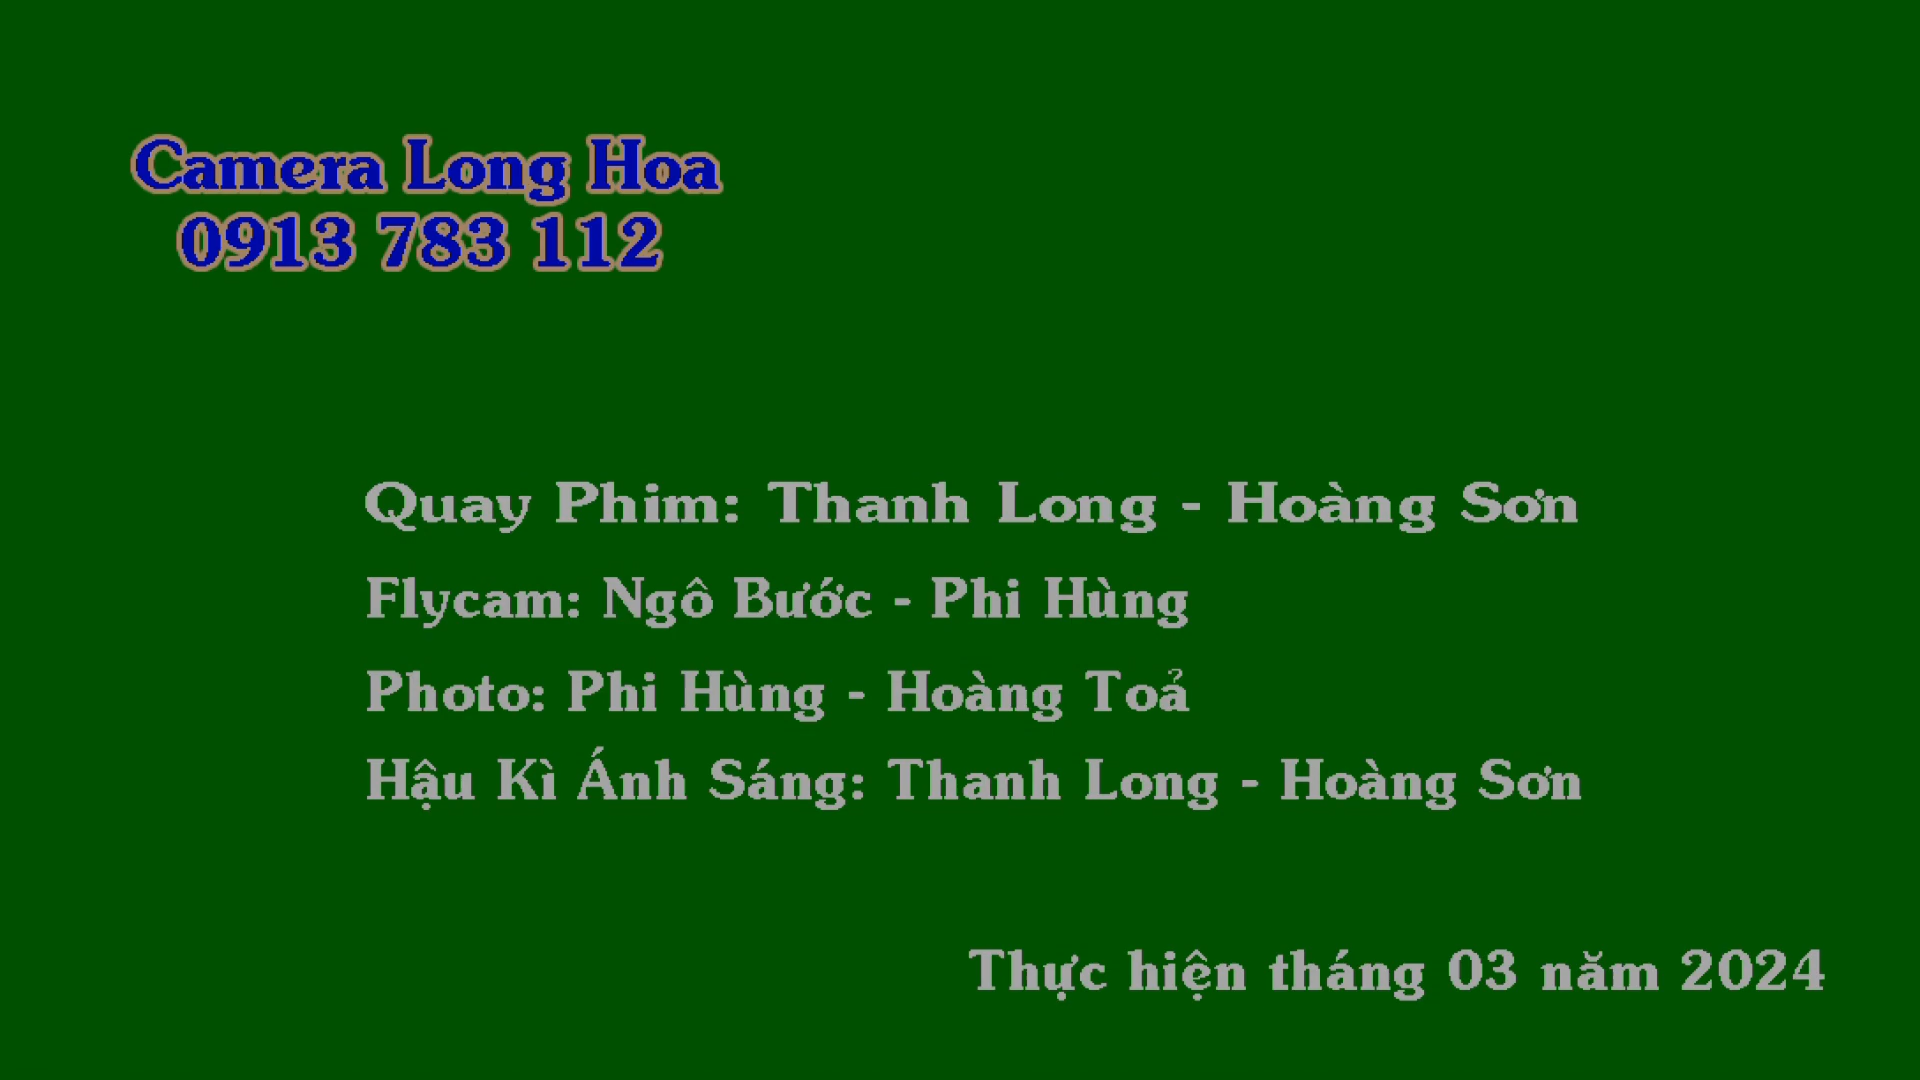 Camera Long Hoa
0913 783 112
Quay Phim: Thanh Long - Hoàng Sơn
Flycam: Ngô Bước - Phi Hùng
Photo: Phi Hùng - Hoàng Toả
Hậu Kì Ánh Sáng: Thanh Long - Hoàng Sơn
Thực hiện tháng 03 năm 2024